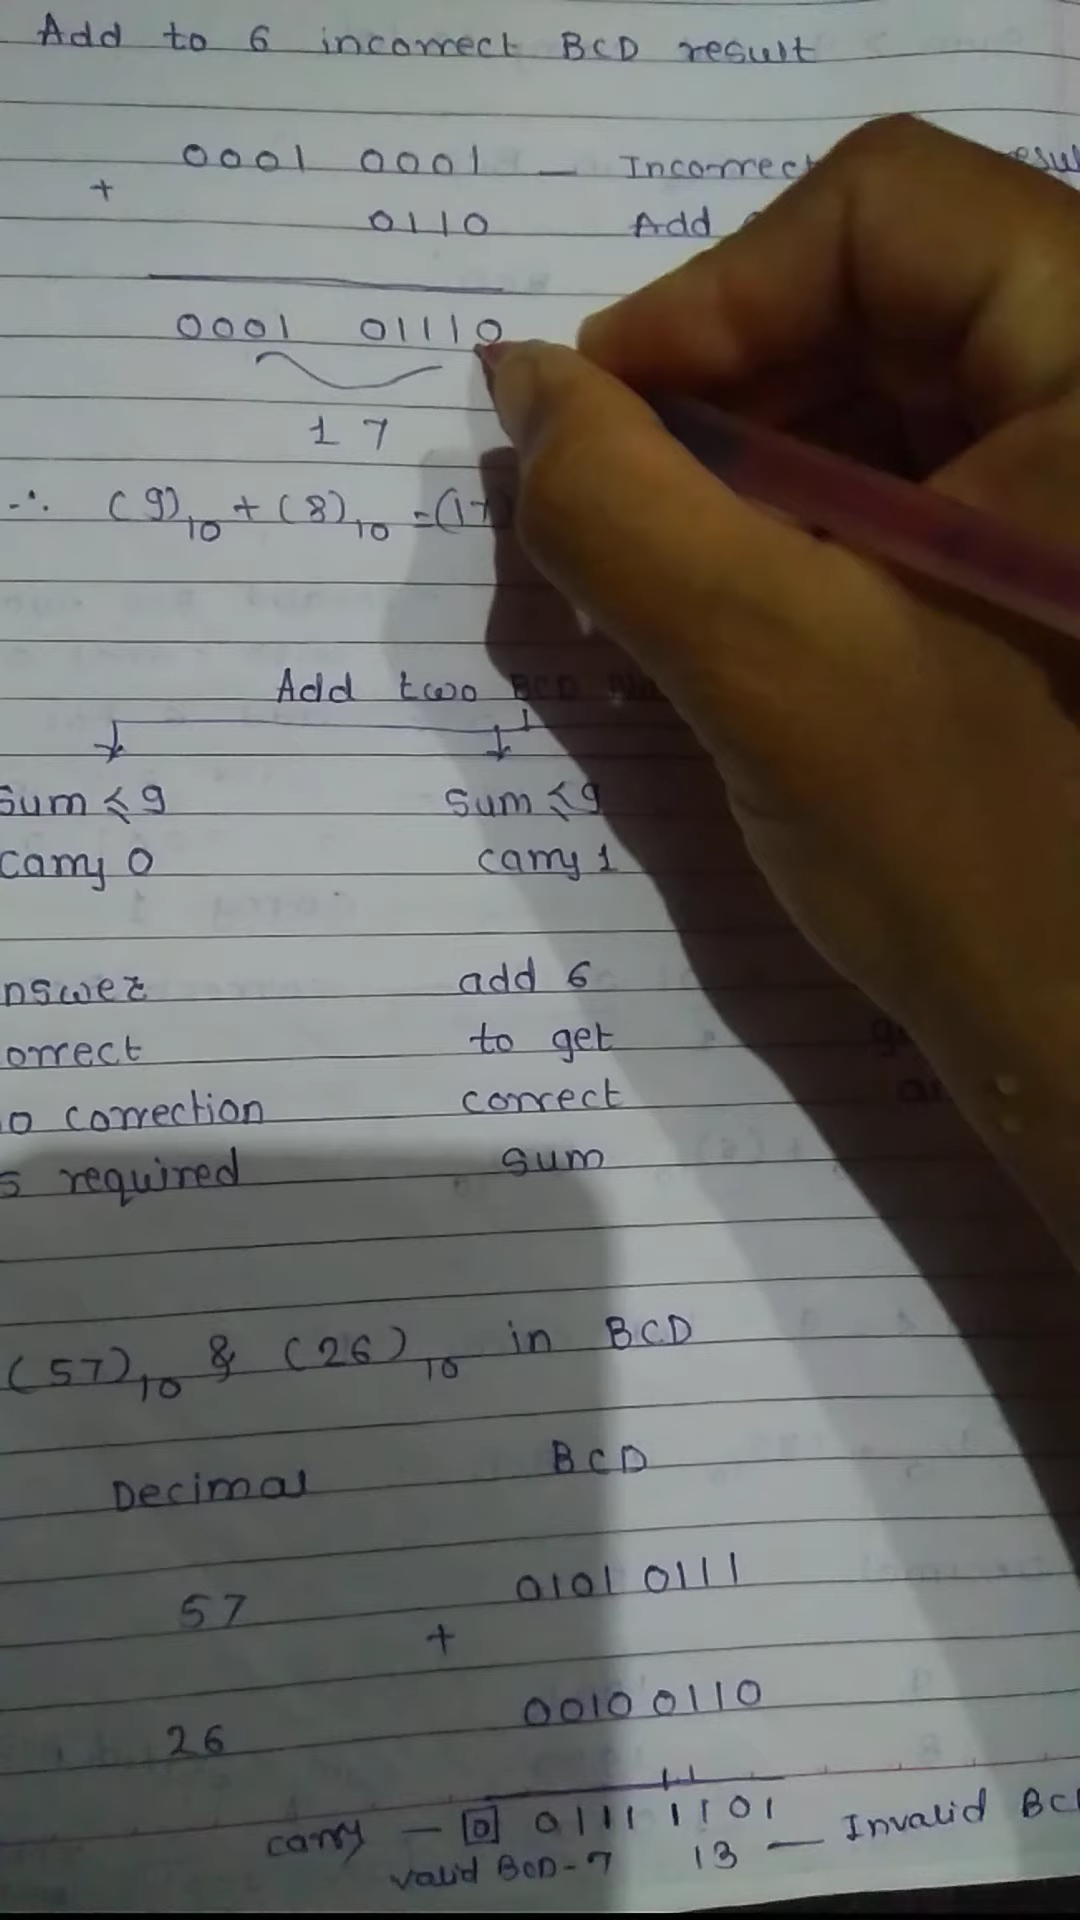 Add to 6 incorrect BCD result
0001 0001 — Incorrect
+
0110 Add
0001 01110
1 7
∴ (9)10 + (8)10 = (17)
Add two BCD
sum ≤ 9 sum ≤ 9
carry 0 carry 1
nswer add 6
orrect to get
o correction correct
s required sum
(57)10 & (26)10 in BCD
Decimal BCD
57 0101 0111
+
26 0010 0110
carry — 0 0111 1101
valid BCD-7 13 — Invalid BC